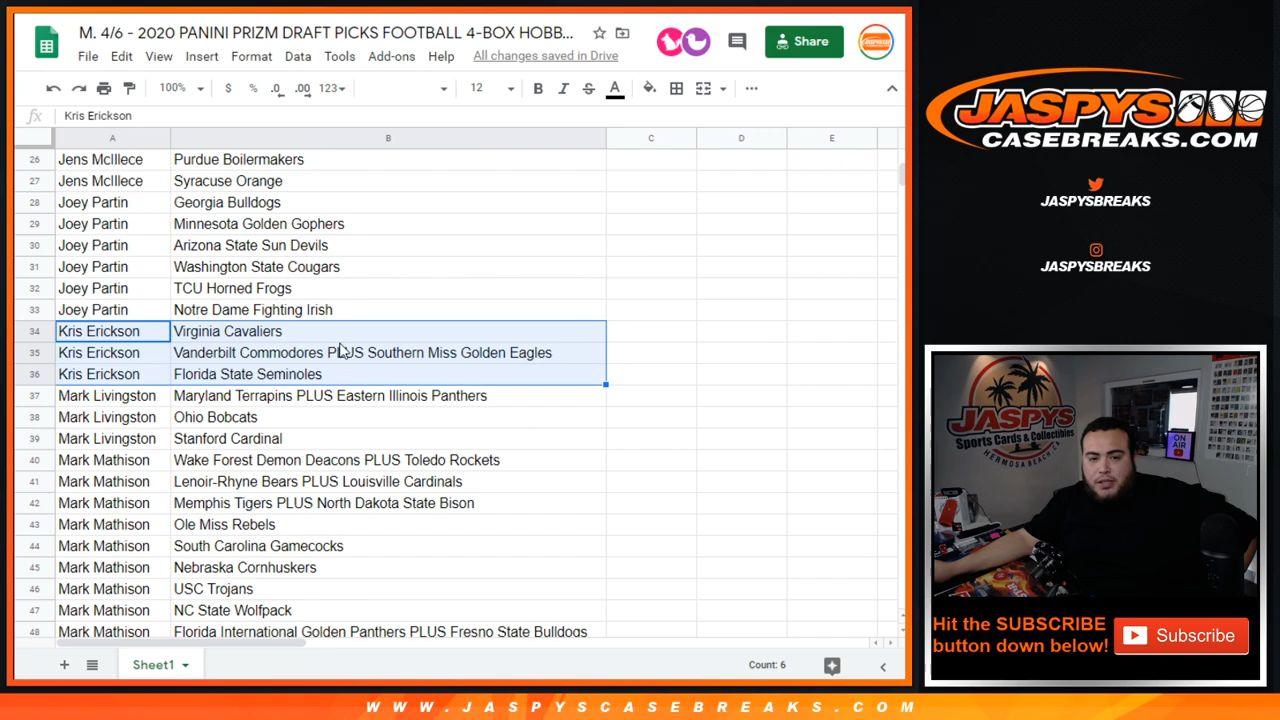 M. 4/6 - 2020 PANINI PRIZM DRAFT PICKS FOOTBALL 4-BOX HOBB...
Share
File Edit View Insert Format Data Tools Add-ons Help All changes saved in Drive
100% $ % .0 .00 123 12 B I S A
fx Kris Erickson
A B C D E
26 Jens McIllece Purdue Boilermakers
27 Jens McIllece Syracuse Orange
28 Joey Partin Georgia Bulldogs
29 Joey Partin Minnesota Golden Gophers
30 Joey Partin Arizona State Sun Devils
31 Joey Partin Washington State Cougars
32 Joey Partin TCU Horned Frogs
33 Joey Partin Notre Dame Fighting Irish
34 Kris Erickson Virginia Cavaliers
35 Kris Erickson Vanderbilt Commodores PLUS Southern Miss Golden Eagles
36 Kris Erickson Florida State Seminoles
37 Mark Livingston Maryland Terrapins PLUS Eastern Illinois Panthers
38 Mark Livingston Ohio Bobcats
39 Mark Livingston Stanford Cardinal
40 Mark Mathison Wake Forest Demon Deacons PLUS Toledo Rockets
41 Mark Mathison Lenoir-Rhyne Bears PLUS Louisville Cardinals
42 Mark Mathison Memphis Tigers PLUS North Dakota State Bison
43 Mark Mathison Ole Miss Rebels
44 Mark Mathison South Carolina Gamecocks
45 Mark Mathison Nebraska Cornhuskers
46 Mark Mathison USC Trojans
47 Mark Mathison NC State Wolfpack
48 Mark Mathison Florida International Golden Panthers PLUS Fresno State Bulldogs
Sheet1
Count: 6
JASPYS
CASEBREAKS.COM
JASPYSBREAKS
JASPYSBREAKS
JASPYS
Sports Cards & Collectibles
HERMOSA BEACH CA
ON AIR
Hit the SUBSCRIBE
button down below!
Subscribe
WWW.JASPYSCASEBREAKS.COM